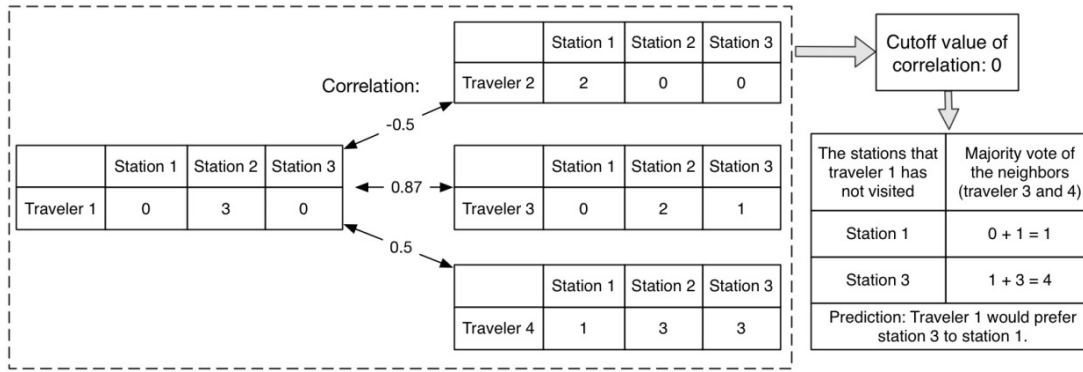 Correlation:
-0.5
0.87
0.5
Station 1 Station 2 Station 3
Traveler 1 0 3 0
Station 1 Station 2 Station 3
Traveler 2 2 0 0
Station 1 Station 2 Station 3
Traveler 3 0 2 1
Station 1 Station 2 Station 3
Traveler 4 1 3 3
Cutoff value of
correlation: 0
The stations that
traveler 1 has
not visited
Majority vote of
the neighbors
(traveler 3 and 4)
Station 1 0 + 1 = 1
Station 3 1 + 3 = 4
Prediction: Traveler 1 would prefer
station 3 to station 1.